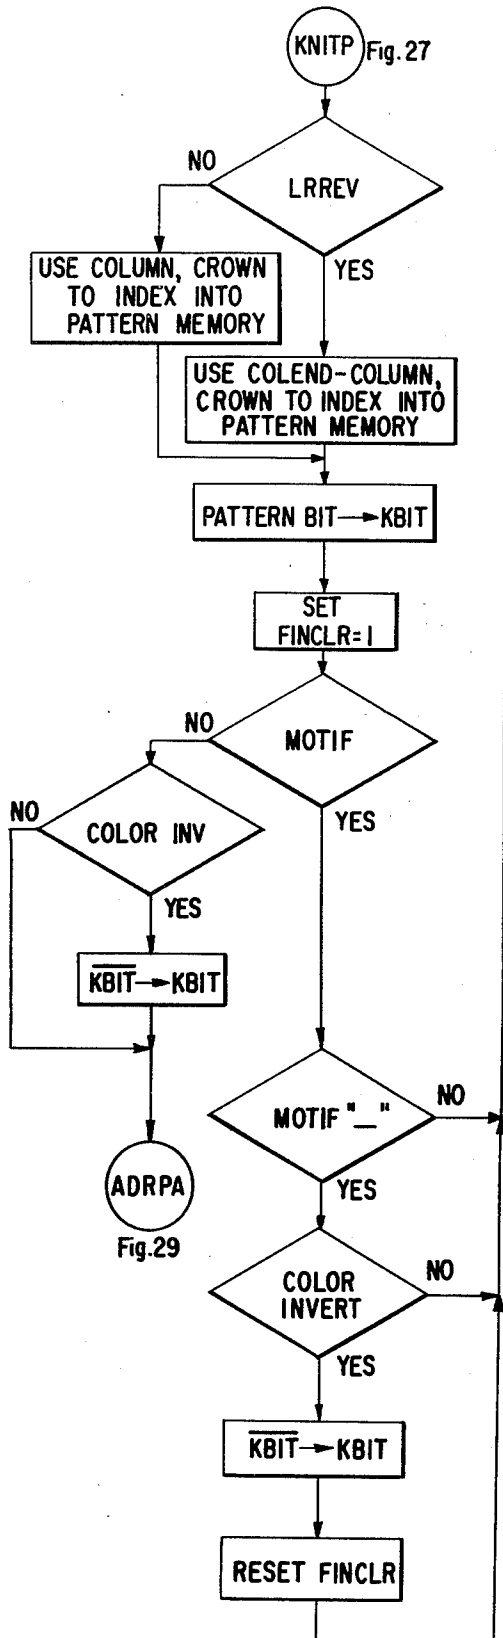 KNITP
Fig. 27
LRREV
NO
YES
USE COLUMN, CROWN
TO INDEX INTO
PATTERN MEMORY
USE COLEND-COLUMN,
CROWN TO INDEX INTO
PATTERN MEMORY
PATTERN BIT→KBIT
SET
FINCLR=1
MOTIF
NO
YES
COLOR INV
NO
YES
K̅B̅I̅T̅→KBIT
ADRPA
Fig.29
MOTIF "_"
NO
YES
COLOR
INVERT
NO
YES
K̅B̅I̅T̅→KBIT
RESET FINCLR